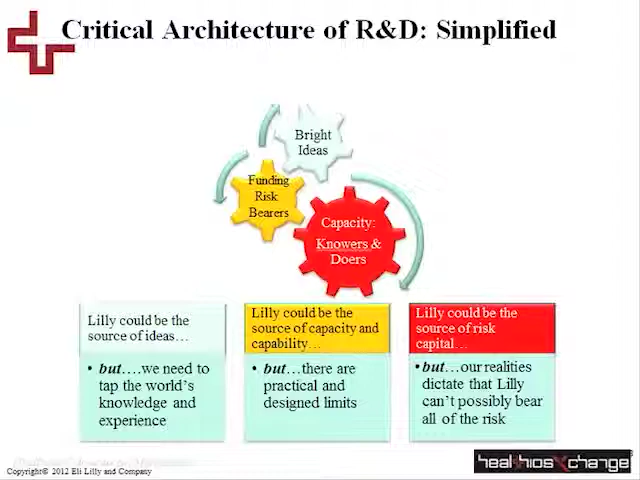 Critical Architecture of R&D: Simplified
Bright
Ideas
Funding
Risk
Bearers
Capacity:
Knowers &
Doers
Lilly could be the
source of ideas…
• but….we need to
tap the world's
knowledge and
experience
Lilly could be the
source of capacity and
capability…
• but…there are
practical and
designed limits
Lilly could be the
source of risk
capital…
• but…our realities
dictate that Lilly
can't possibly bear
all of the risk
Copyright© 2012 Eli Lilly and Company